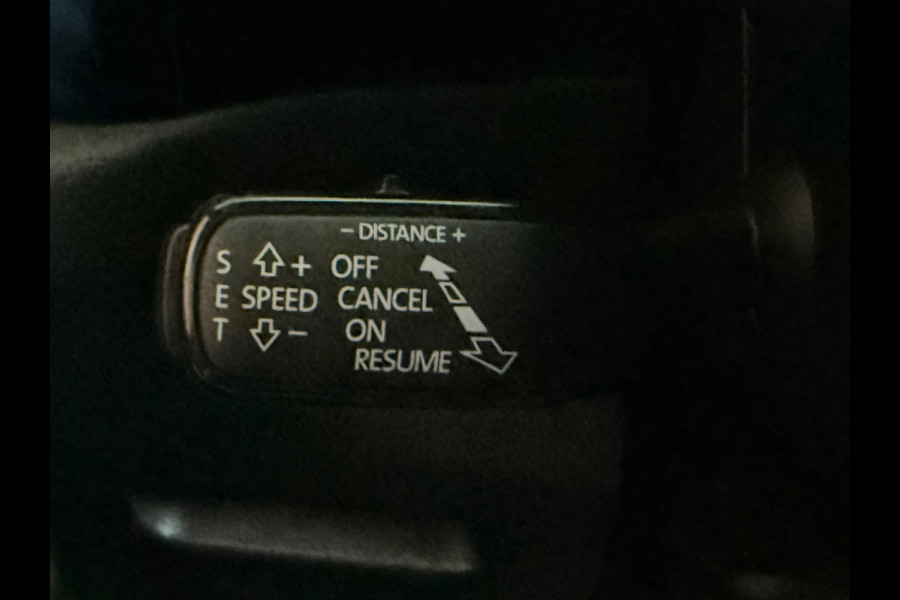 – DISTANCE +
S + OFF
E SPEED CANCEL
T – ON
RESUME